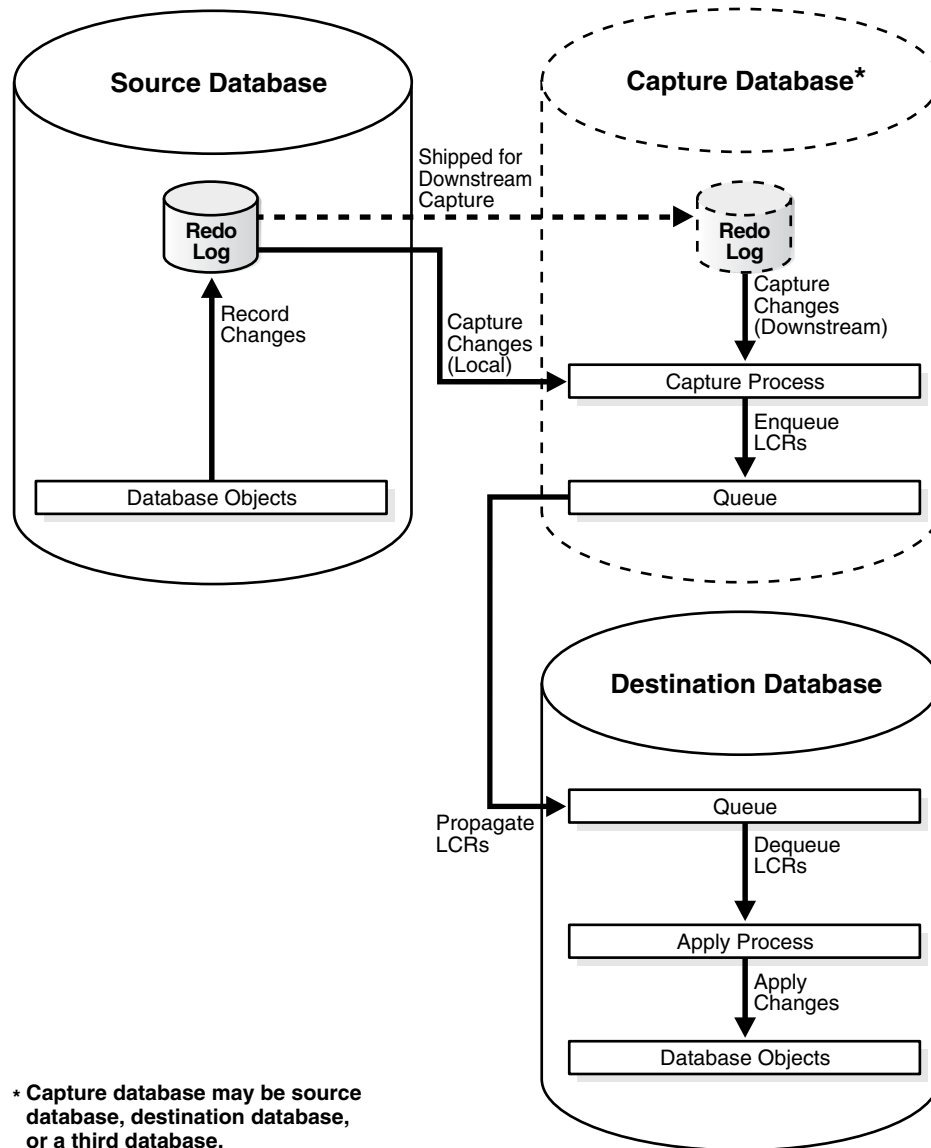 Source Database
Capture Database*
Shipped for
Downstream
Capture
Redo
Log
Redo
Log
Record
Changes
Capture
Changes
(Local)
Capture
Changes
(Downstream)
Capture Process
Enqueue
LCRs
Database Objects
Queue
Destination Database
Queue
Propagate
LCRs
Dequeue
LCRs
Apply Process
Apply
Changes
Database Objects
* Capture database may be source
database, destination database,
or a third database.